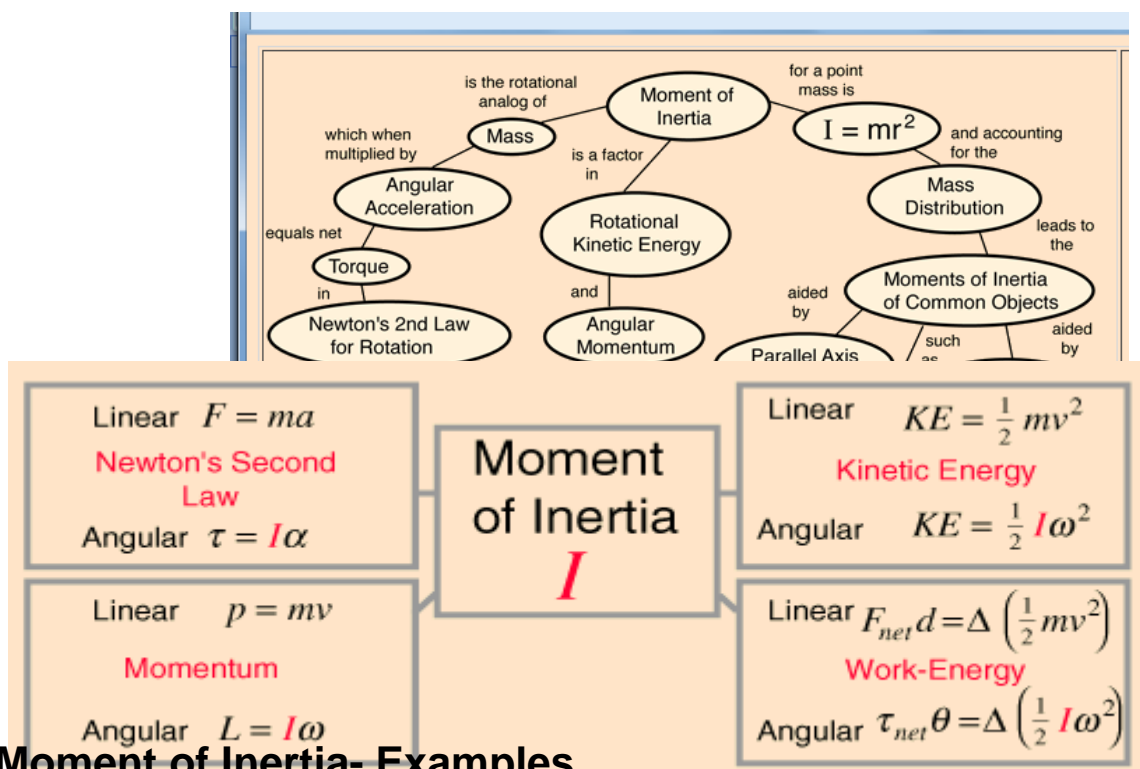 is the rotational
analog of
Moment of
Inertia
for a point
mass is
Mass
I = mr²
which when
multiplied by
is a factor
in
and accounting
for the
Angular
Acceleration
Mass
Distribution
Rotational
Kinetic Energy
equals net
leads to
the
Torque
Moments of Inertia
of Common Objects
in
and
aided
by
Newton's 2nd Law
for Rotation
Angular
Momentum
such
as
aided
by
Parallel Axis
Linear F = ma
Newton's Second
Law
Angular τ = Iα
Moment
of Inertia
I
Linear KE = ½ mv²
Kinetic Energy
Angular KE = ½ Iω²
Linear p = mv
Momentum
Angular L = Iω
Linear F_net d = Δ (½ mv²)
Work-Energy
Angular τ_net θ = Δ (½ Iω²)
Moment of Inertia- Examples